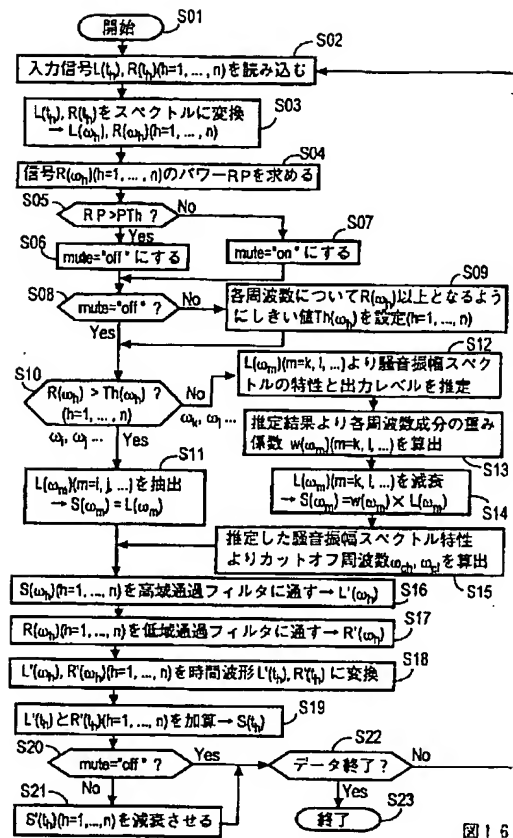 S01
開始
S02
入力信号L(th), R(th)(h=1, ..., n)を読み込む
S03
L(th), R(th)をスペクトルに変換
→ L(ωh), R(ωh)(h=1, ..., n)
S04
信号R(ωh)(h=1, ..., n)のパワーRPを求める
S05
RP>PTh ?
No
Yes
S06
mute="off" にする
S07
mute="on" にする
S08
mute="off" ?
No
Yes
S09
各周波数についてR(ωh)以上となるよう
にしきい値Th(ωh)を設定(h=1, ..., n)
S10
R(ωh) > Th(ωh) ?
(h=1, ..., n)
No
ωk, ωl ...
ωi, ωj ...
Yes
S12
L(ωm)(m=k, l, ...)より騒音振幅スペク
トルの特性と出力レベルを推定
推定結果より各周波数成分の重み
係数 w(ωm)(m=k, l, ...)を算出
S13
S11
L(ωm)(m=i, j, ...)を抽出
→ S(ωm) = L(ωm)
L(ωm)(m=k, l, ...)を減衰
→ S(ωm) =w(ωm) × L(ωm)
S14
推定した騒音振幅スペクトル特性
よりカットオフ周波数ωch, ωclを算出
S15
S(ωh)(h=1, ..., n)を高域通過フィルタに通す→ L'(ωh)
S16
R(ωh)(h=1, ..., n)を低域通過フィルタに通す→ R'(ωh)
S17
L'(ωh), R'(ωh)(h=1, ..., n)を時間波形L'(th), R'(th) に変換
S18
L'(th)とR'(th)(h=1, ..., n)を加算→ S(th)
S19
S20
mute="off" ?
Yes
No
S22
データ終了 ?
No
Yes
S21
S'(th)(h=1, ..., n)を減衰させる
S23
終了
図16